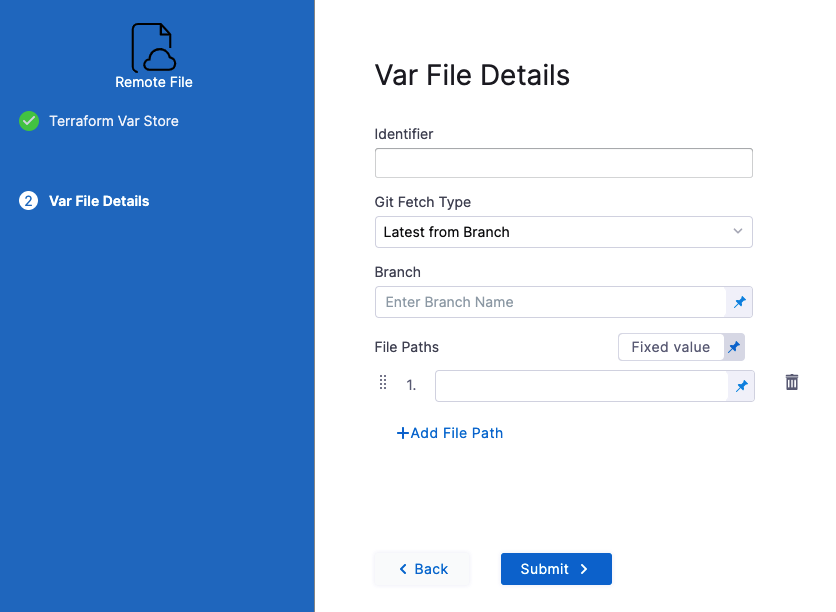 Remote File
Terraform Var Store
2 Var File Details
Var File Details
Identifier
Git Fetch Type
Latest from Branch
Branch
Enter Branch Name
File Paths Fixed value
1.
+Add File Path
Back Submit